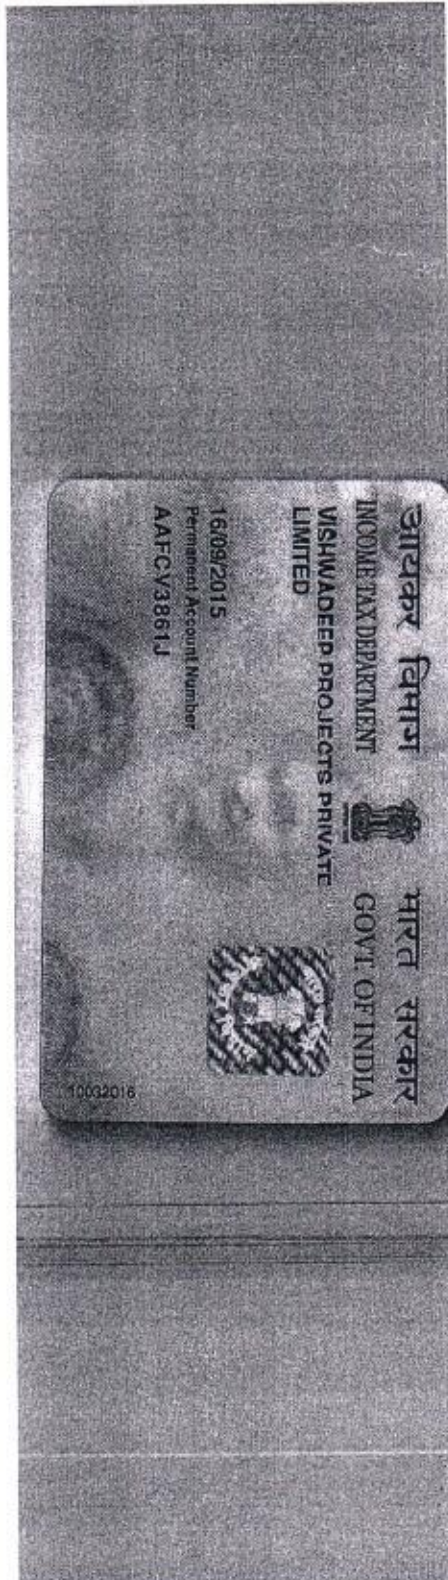 आयकर विभाग भारत सरकार
INCOME TAX DEPARTMENT GOVT. OF INDIA
VISHWADEEP PROJECTS PRIVATE
LIMITED
16/09/2015
Permanent Account Number
AAFCV3861J
10032016